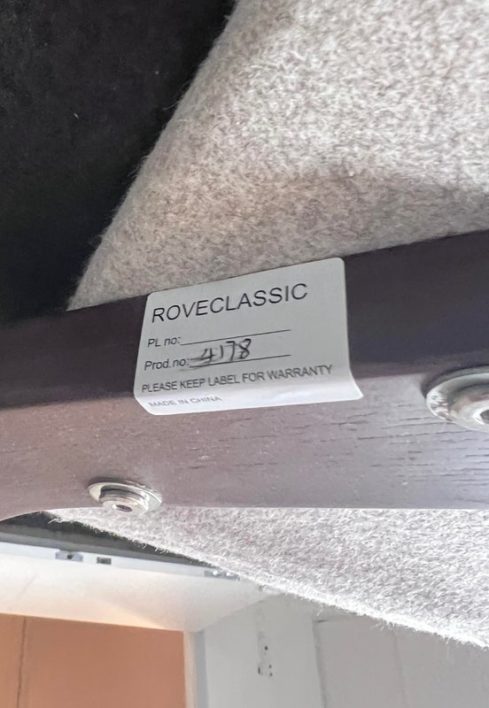 ROVECLASSIC
PL no:
Prod.no: 4178
PLEASE KEEP LABEL FOR WARRANTY
MADE IN CHINA